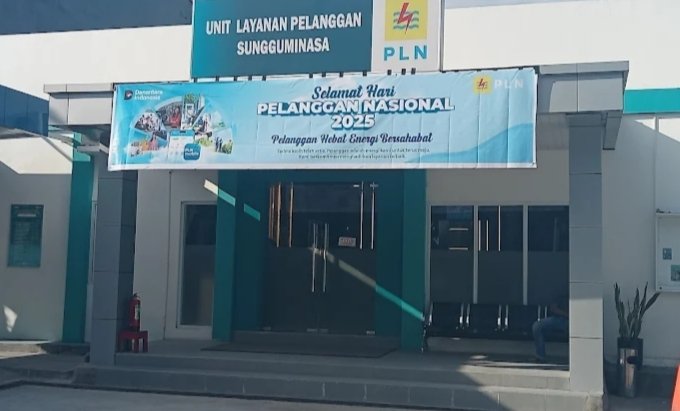 UNIT LAYANAN PELANGGAN
SUNGGUMINASA
PLN
Danantara
Indonesia
PLN
Selamat Hari
PELANGGAN NASIONAL
2025
Pelanggan Hebat Energi Bersahabat